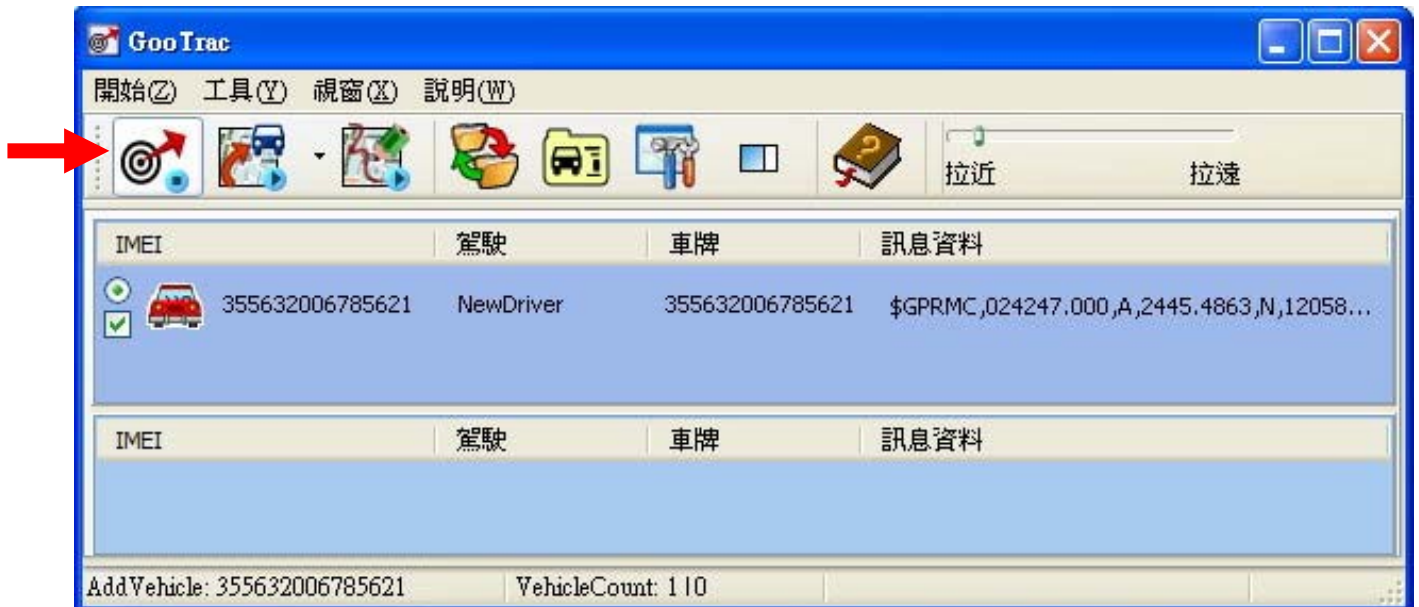 GooTrac
開始(Z) 工具(Y) 視窗(X) 說明(W)
拉近 拉遠
IMEI 駕駛 車牌 訊息資料
355632006785621 NewDriver 355632006785621 $GPRMC,024247.000,A,2445.4863,N,12058...
IMEI 駕駛 車牌 訊息資料
AddVehicle: 355632006785621 VehicleCount: 1 | 0